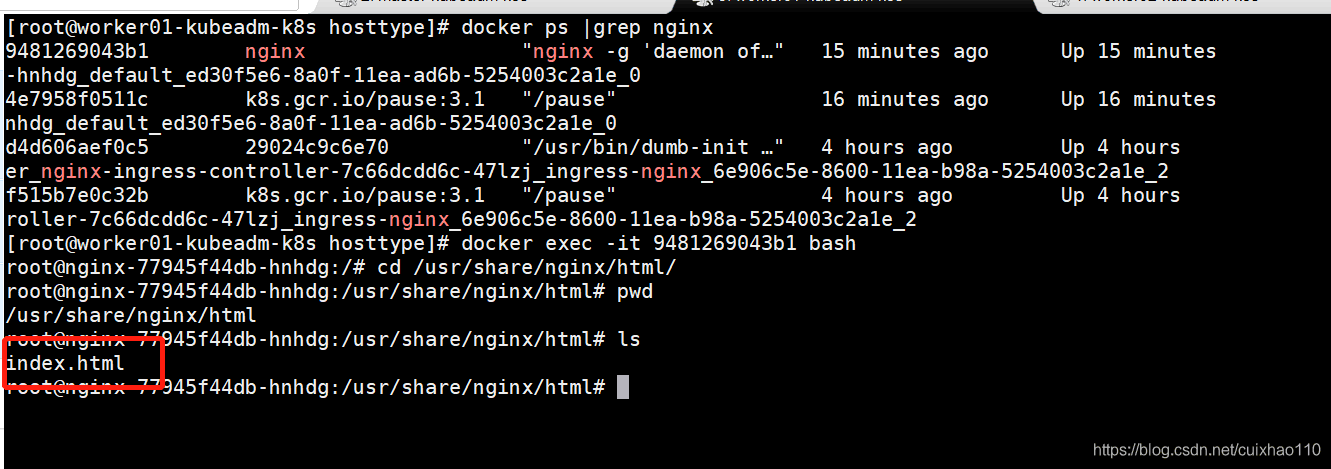 [root@worker01-kubeadm-k8s hosttype]# docker ps |grep nginx
9481269043b1        nginx                  "nginx -g 'daemon of…"   15 minutes ago      Up 15 minutes
-hnhdg_default_ed30f5e6-8a0f-11ea-ad6b-5254003c2a1e_0
4e7958f0511c        k8s.gcr.io/pause:3.1   "/pause"                 16 minutes ago      Up 16 minutes
nhdg_default_ed30f5e6-8a0f-11ea-ad6b-5254003c2a1e_0
d4d606aef0c5        29024c9c6e70           "/usr/bin/dumb-init …"   4 hours ago         Up 4 hours
er_nginx-ingress-controller-7c66dcdd6c-47lzj_ingress-nginx_6e906c5e-8600-11ea-b98a-5254003c2a1e_2
f515b7e0c32b        k8s.gcr.io/pause:3.1   "/pause"                 4 hours ago         Up 4 hours
roller-7c66dcdd6c-47lzj_ingress-nginx_6e906c5e-8600-11ea-b98a-5254003c2a1e_2
[root@worker01-kubeadm-k8s hosttype]# docker exec -it 9481269043b1 bash
root@nginx-77945f44db-hnhdg:/# cd /usr/share/nginx/html/
root@nginx-77945f44db-hnhdg:/usr/share/nginx/html# pwd
/usr/share/nginx/html
root@nginx-77945f44db-hnhdg:/usr/share/nginx/html# ls
index.html
root@nginx-77945f44db-hnhdg:/usr/share/nginx/html#
https://blog.csdn.net/cuixhao110